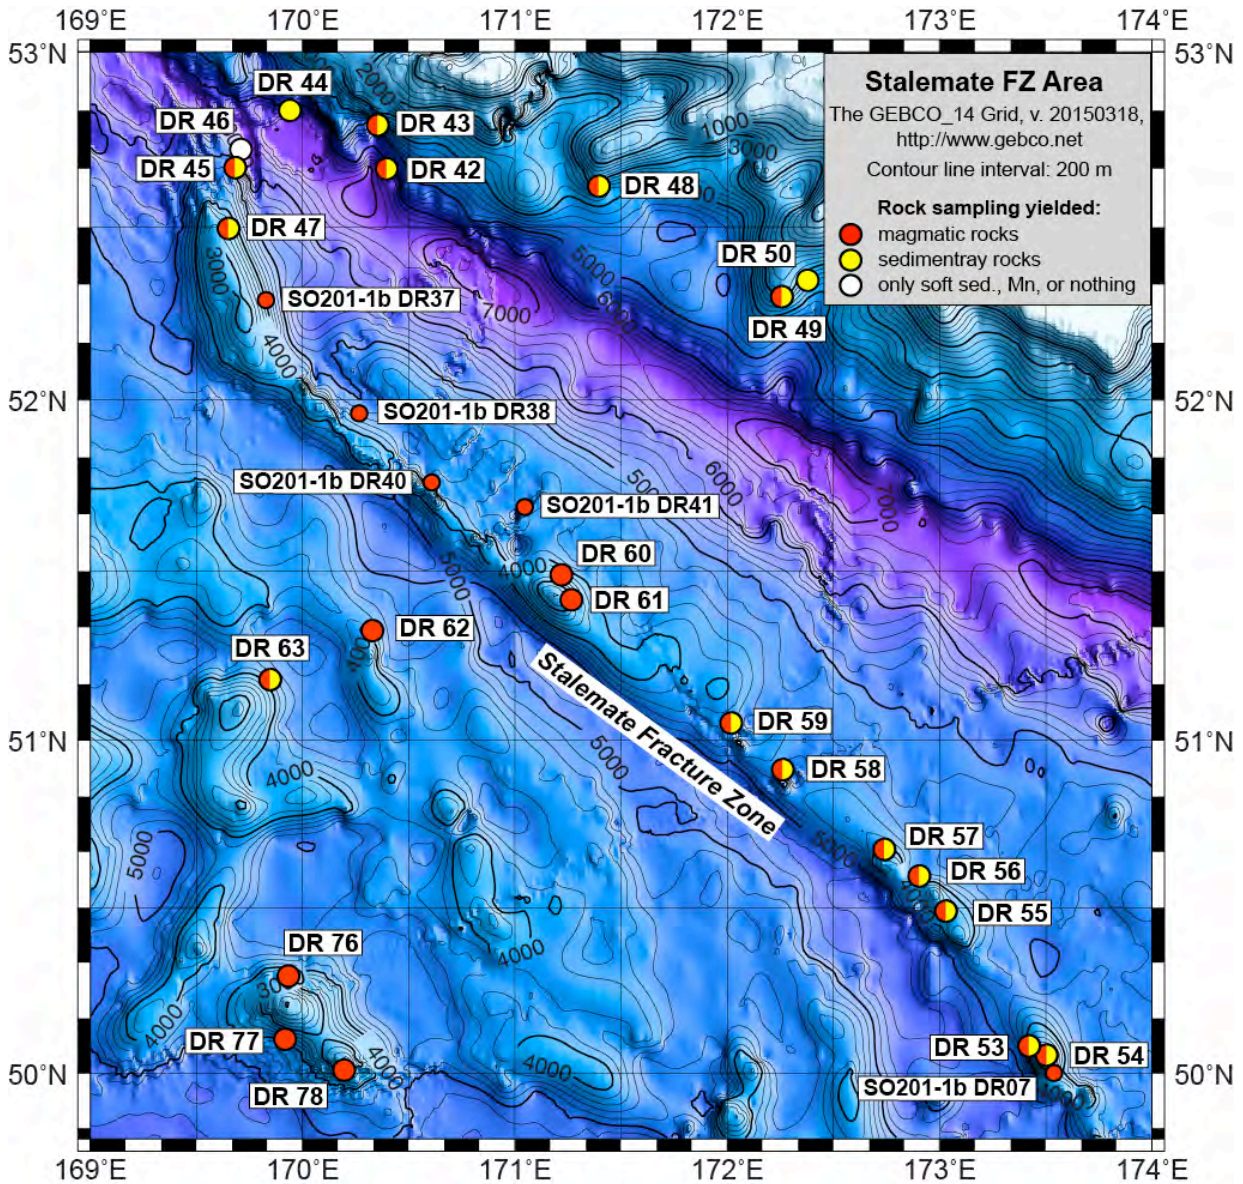 169°E 170°E 171°E 172°E 173°E 174°E
53°N 53°N
Stalemate FZ Area
The GEBCO_14 Grid, v. 20150318,
http://www.gebco.net
Contour line interval: 200 m
Rock sampling yielded:
magmatic rocks
sedimentray rocks
only soft sed., Mn, or nothing
DR 44
2000
DR 46
DR 43
1000
3000
DR 45
DR 42
DR 48
DR 47
DR 50
3000
5000
6000
SO201-1b DR37
7000
DR 49
4000
52°N 52°N
SO201-1b DR38
SO201-1b DR40
6000
7000
SO201-1b DR41
5000
4000
DR 60
DR 61
DR 62
DR 63
Stalemate Fracture Zone
51°N 51°N
DR 59
5000
DR 58
4000
5000
6000
DR 57
DR 56
DR 55
4000
DR 76
4000
DR 77
4000
4000
DR 53
DR 54
50°N 50°N
SO201-1b DR07
DR 78
169°E 170°E 171°E 172°E 173°E 174°E